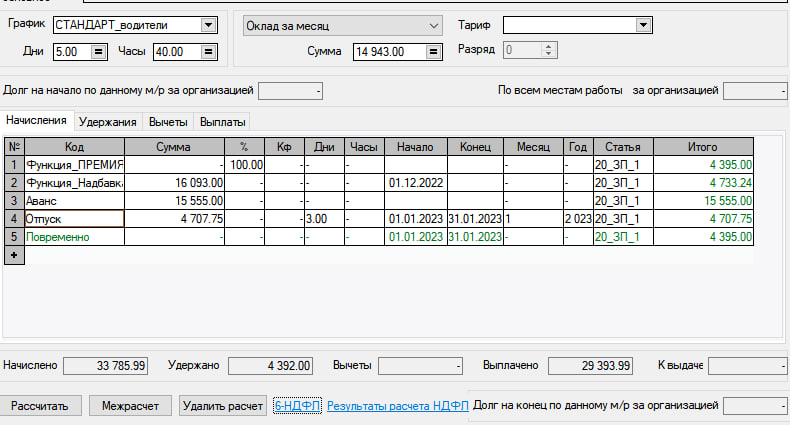 График СТАНДАРТ_водители Оклад за месяц Тариф
Дни 5.00 Часы 40.00 Сумма 14 943.00 Разряд 0
Долг на начало по данному м/р за организацией - По всем местам работы за организацией -
Начисления Удержания Вычеты Выплаты
№ Код Сумма % Кф Дни Часы Начало Конец Месяц Год Статья Итого
1 Функция_ПРЕМИЯ - 100.00 - - - - - 20_ЗП_1 4 395.00
2 Функция_Надбавк 16 093.00 - - - - 01.12.2022 - - 20_ЗП_1 4 733.24
3 Аванс 15 555.00 - - - - - - 20_ЗП_1 15 555.00
4 Отпуск 4 707.75 - - 3.00 - 01.01.2023 31.01.2023 1 2 023 20_ЗП_1 4 707.75
5 Повременно - - - - - 01.01.2023 31.01.2023 - - 20_ЗП_1 4 395.00
+
Начислено 33 785.99 Удержано 4 392.00 Вычеты - Выплачено 29 393.99 К выдаче -
Рассчитать Межрасчет Удалить расчет 6-НДФЛ Результаты расчета НДФЛ Долг на конец по данному м/р за организацией -